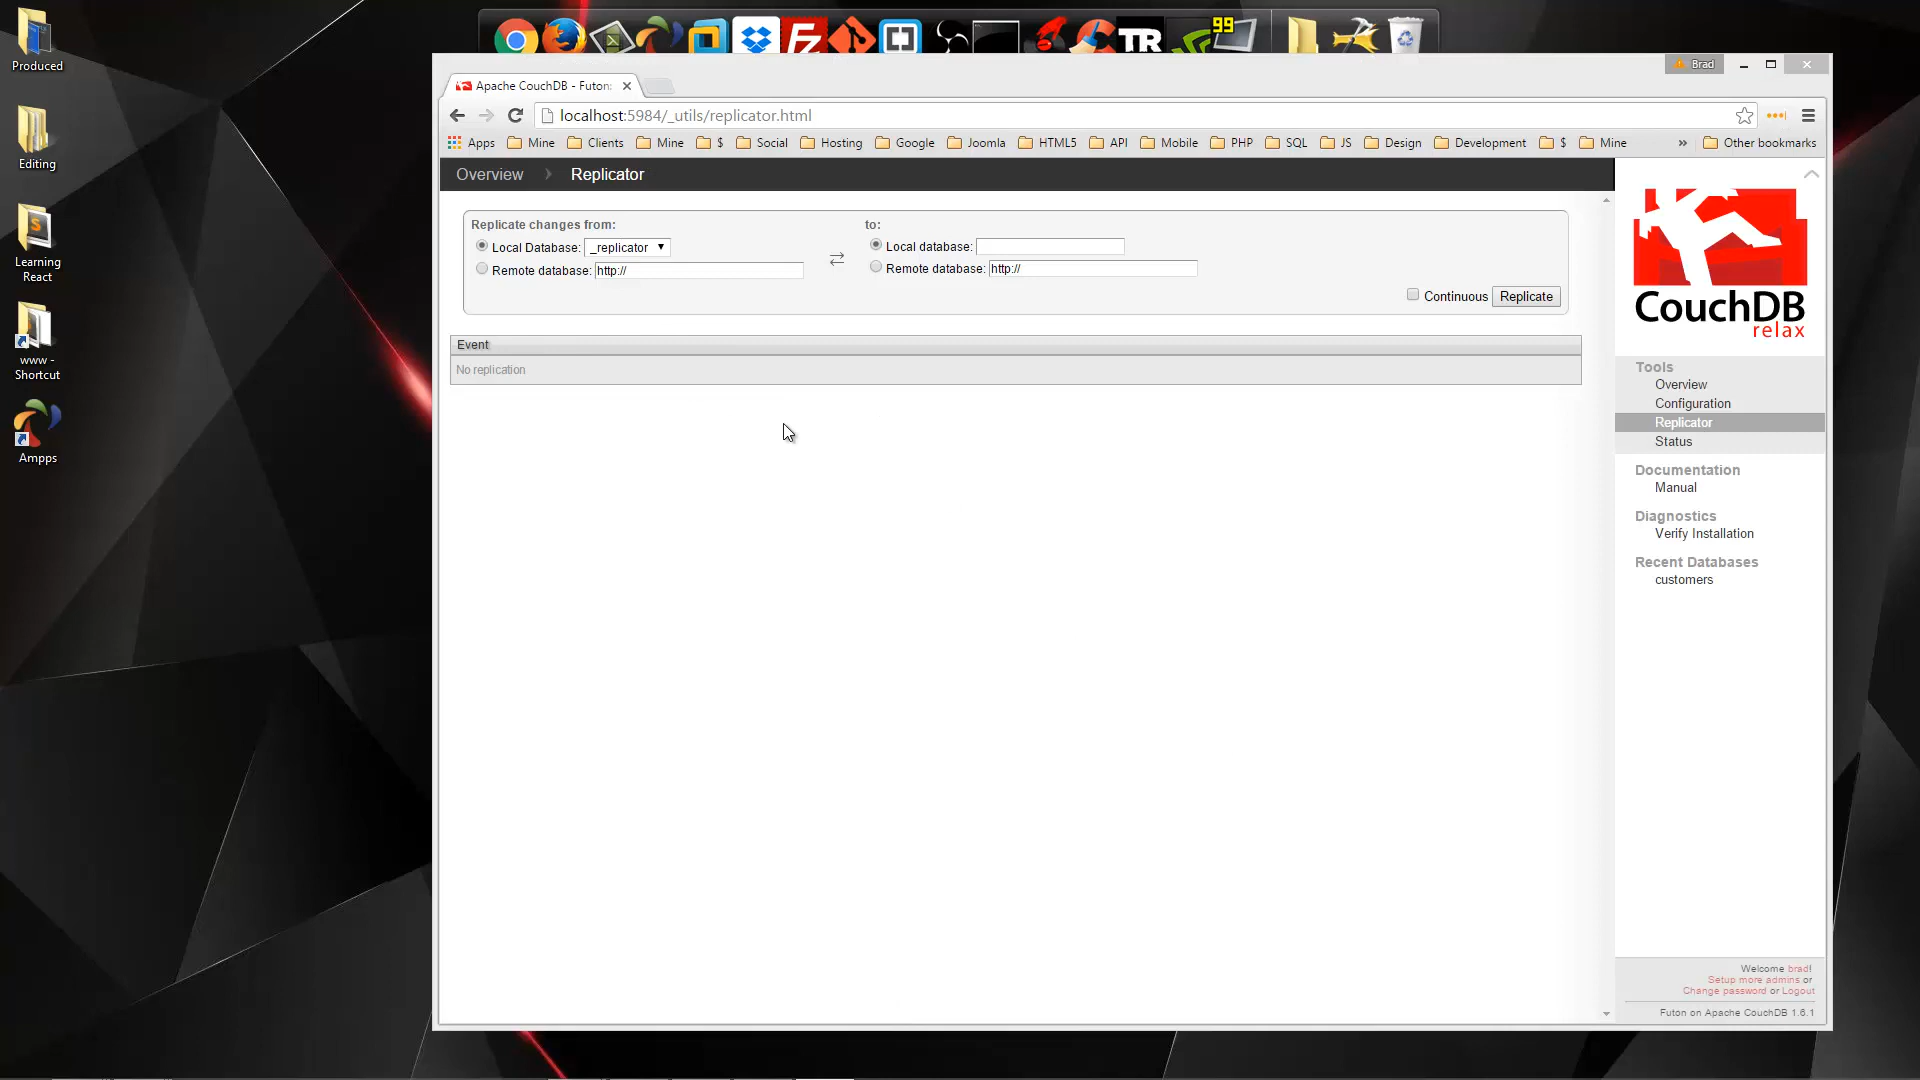 Produced
Editing
Learning
React
www -
Shortcut
Ampps
Fz
TR
99
Brad
Apache CouchDB - Futon:
localhost:5984/_utils/replicator.html
Apps Mine Clients Mine $ Social Hosting Google Joomla HTML5 API Mobile PHP SQL JS Design Development $ Mine » Other bookmarks
Overview Replicator
Replicate changes from: to:
Local Database: _replicator Local database:
Remote database: http:// Remote database: http://
Continuous Replicate
Event
No replication
CouchDB
relax
Tools
Overview
Configuration
Replicator
Status
Documentation
Manual
Diagnostics
Verify Installation
Recent Databases
customers
Welcome brad!
Setup more admins or
Change password or Logout
Futon on Apache CouchDB 1.6.1